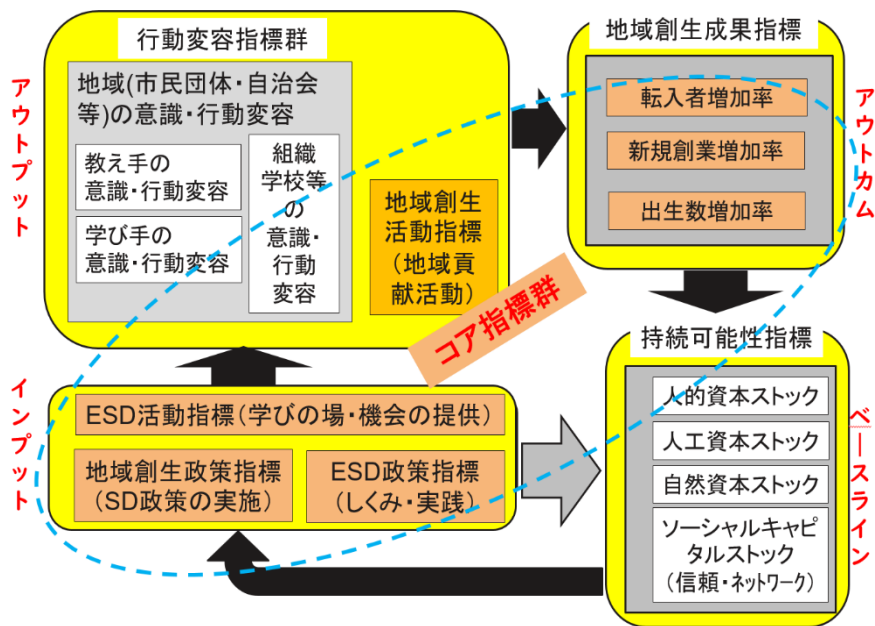 行動変容指標群
アウトプット
地域(市民団体・自治会
等)の意識・行動変容
教え手の
意識・行動変容
学び手の
意識・行動変容
組織
学校等
の
意識・
行動
変容
地域創生
活動指標
(地域貢
献活動)
地域創生成果指標
転入者増加率
新規創業増加率
出生数増加率
アウトカム
コア指標群
インプット
ESD活動指標(学びの場・機会の提供)
地域創生政策指標
(SD政策の実施)
ESD政策指標
(しくみ・実践)
持続可能性指標
人的資本ストック
人工資本ストック
自然資本ストック
ソーシャルキャピ
タルストック
(信頼・ネットワーク)
ベースライン